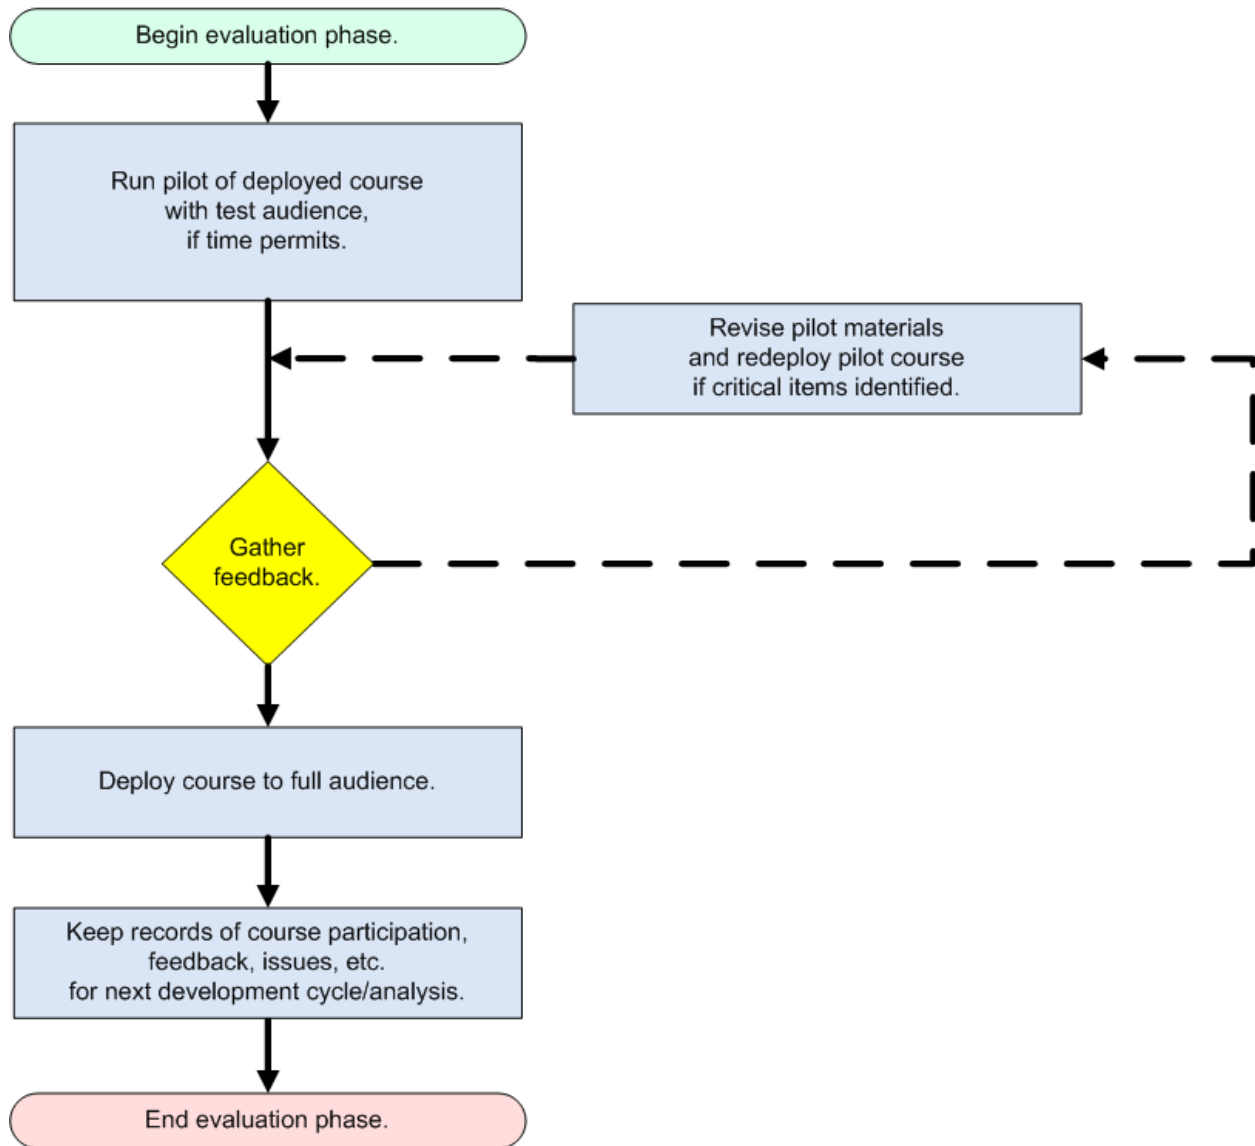 Begin evaluation phase.
Run pilot of deployed course
with test audience,
if time permits.
Revise pilot materials
and redeploy pilot course
if critical items identified.
Gather
feedback.
Deploy course to full audience.
Keep records of course participation,
feedback, issues, etc.
for next development cycle/analysis.
End evaluation phase.